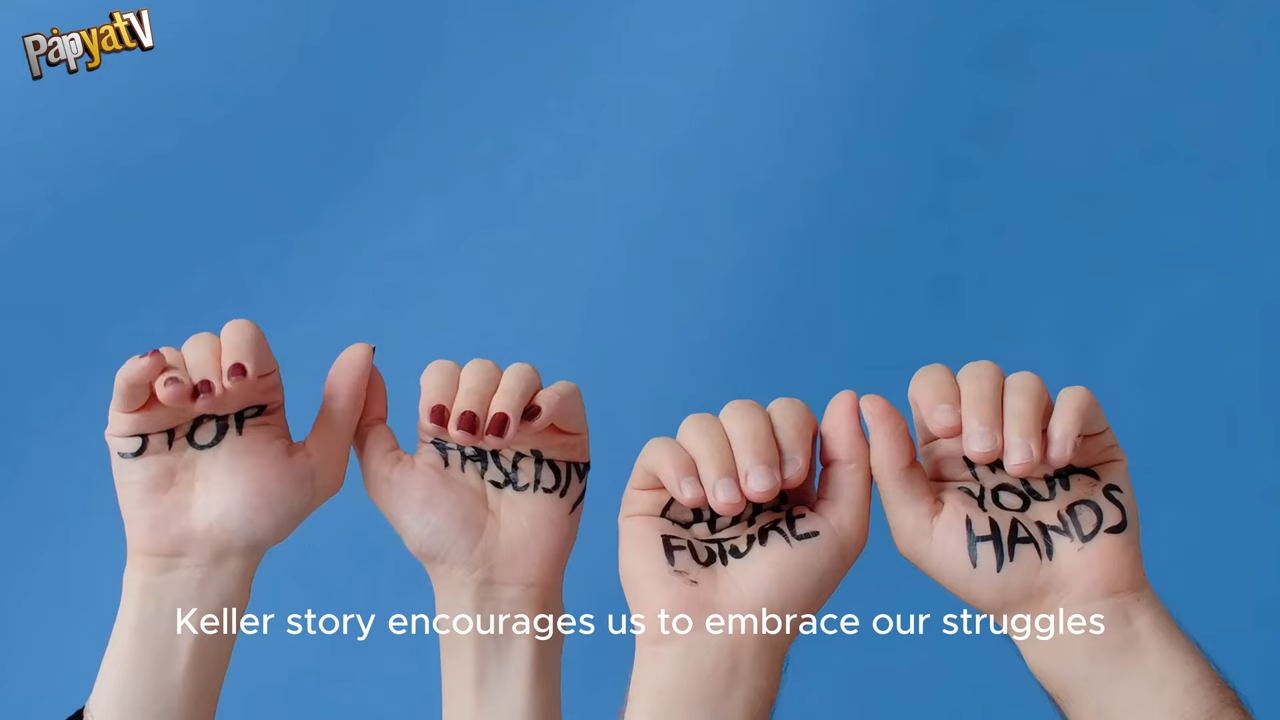 PapyaTV
STOP
FASCISM
FUTURE
YOUR
HANDS
Keller story encourages us to embrace our struggles